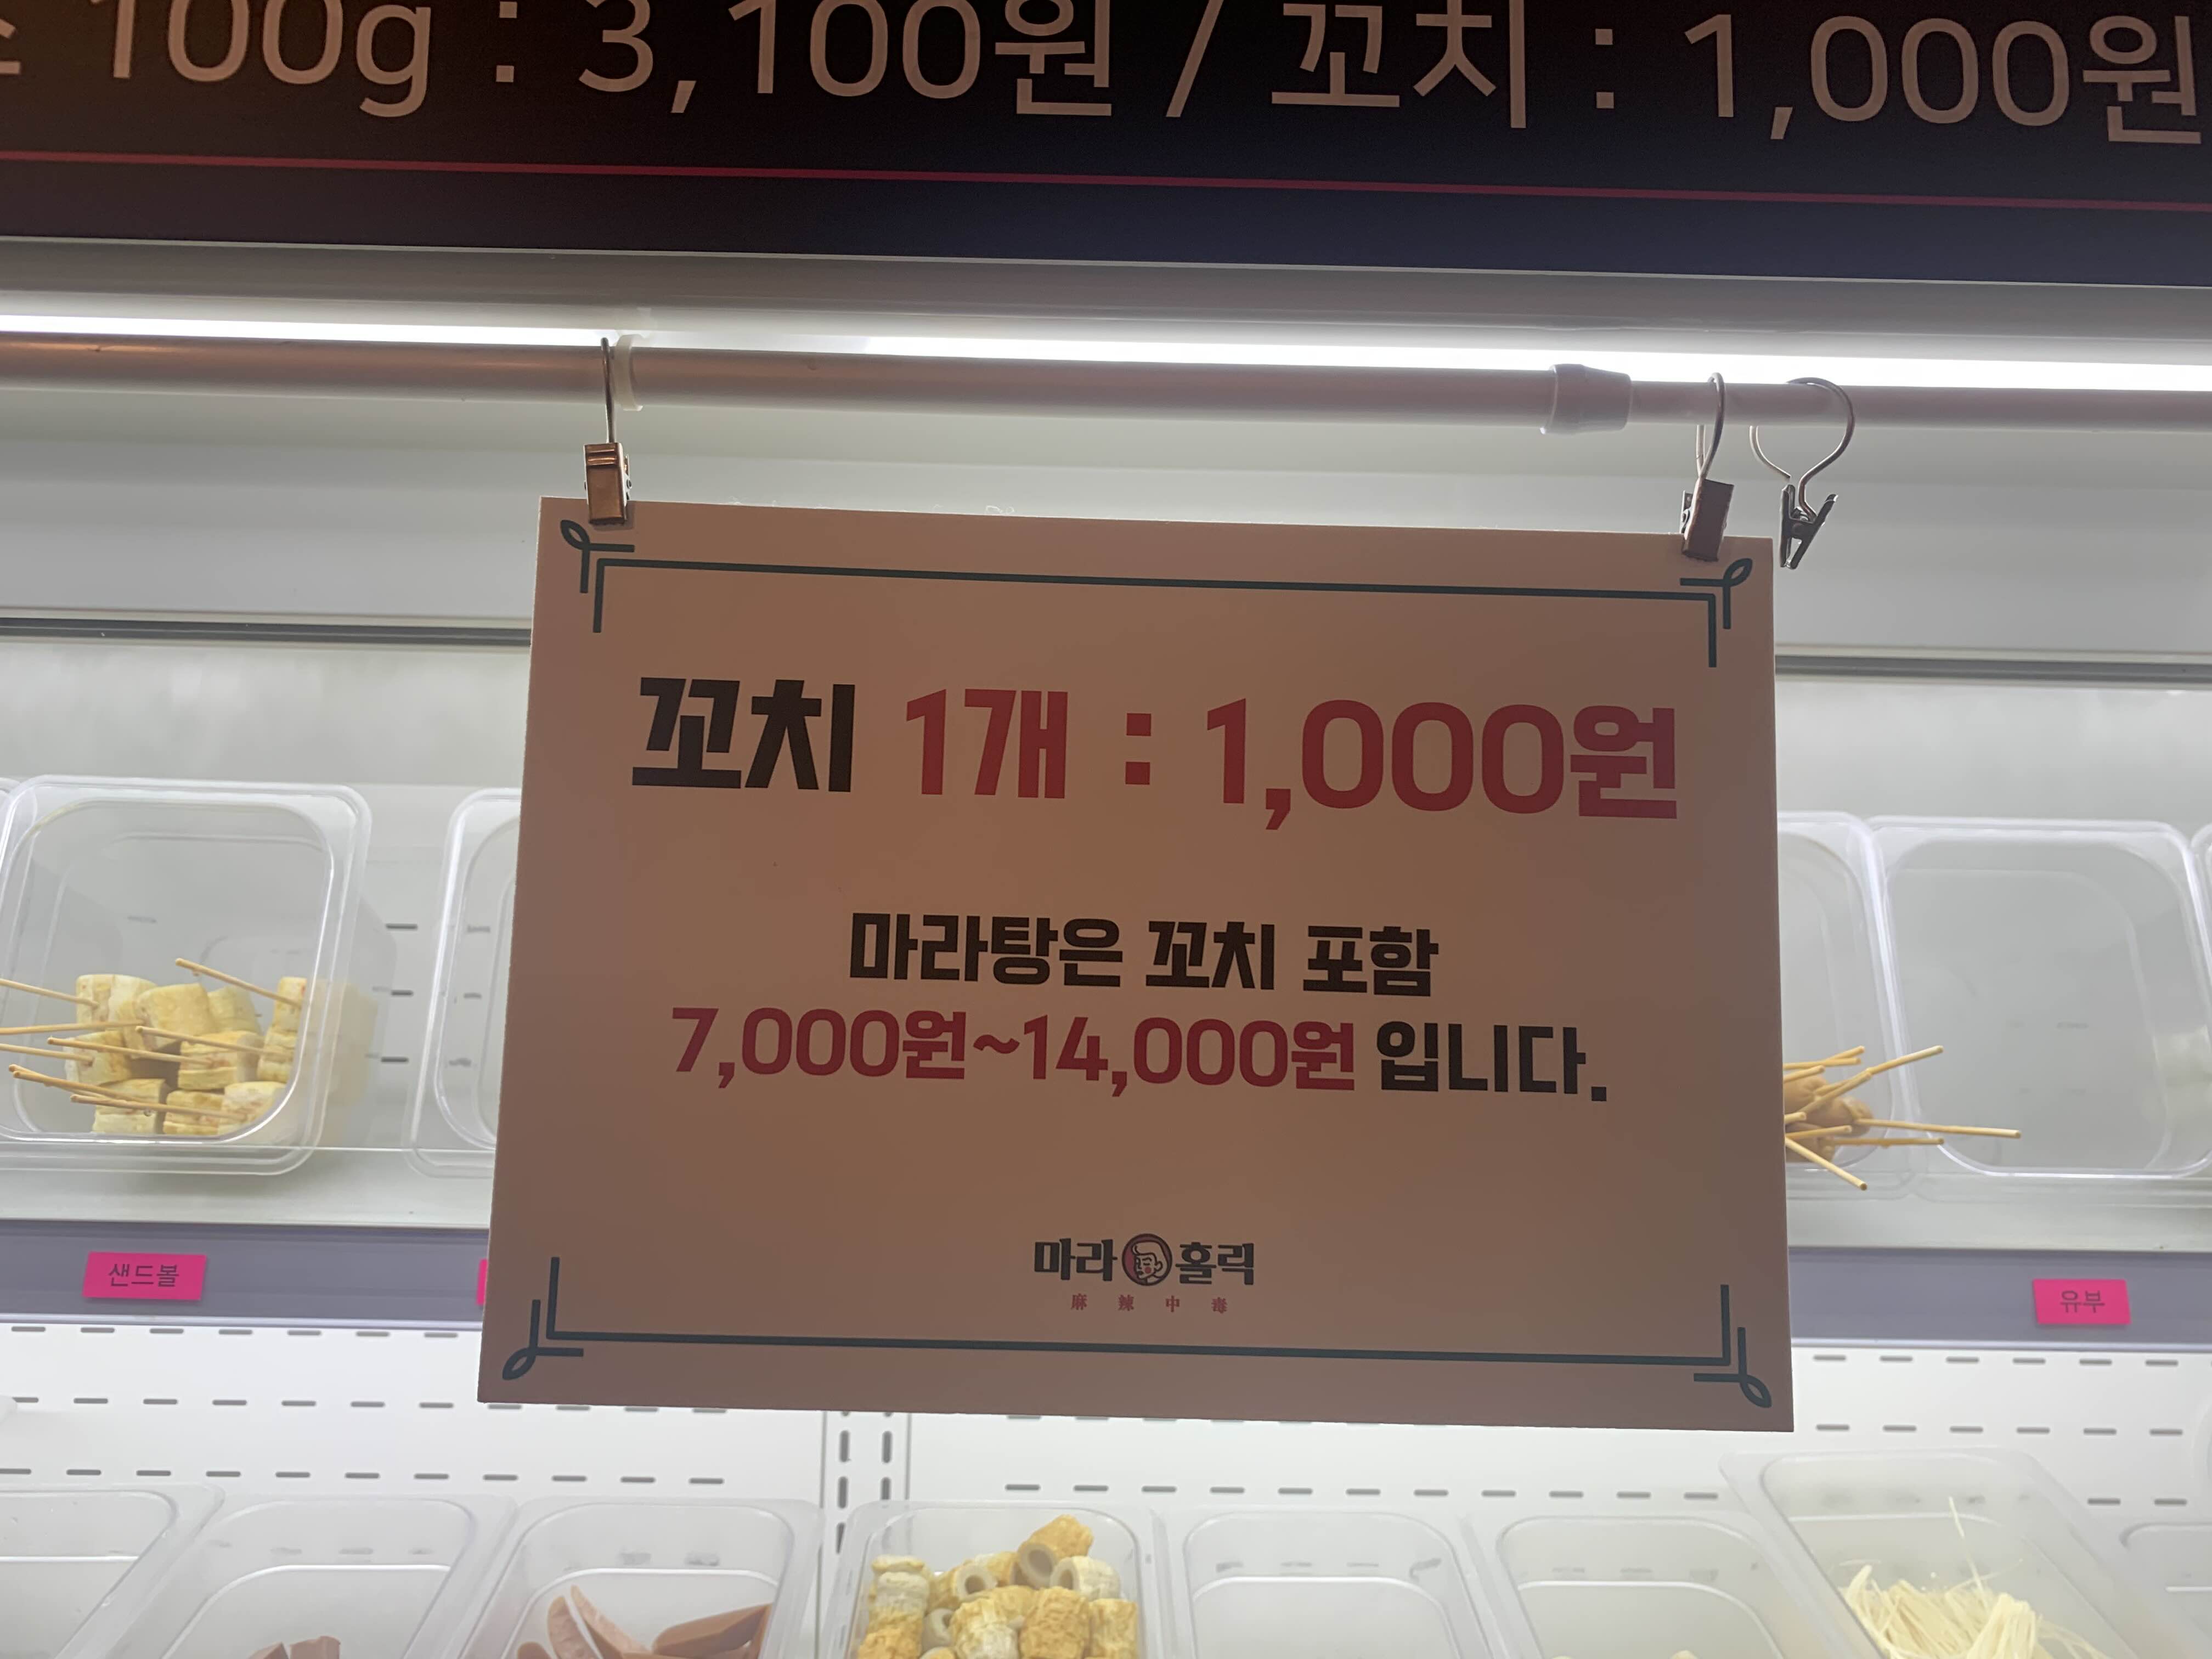 100g : 3,100원 / 꼬치 : 1,000원
꼬치 1개 : 1,000원
마라탕은 꼬치 포함
7,000원~14,000원 입니다.
마라홀릭
麻辣中毒
샌드볼
유부